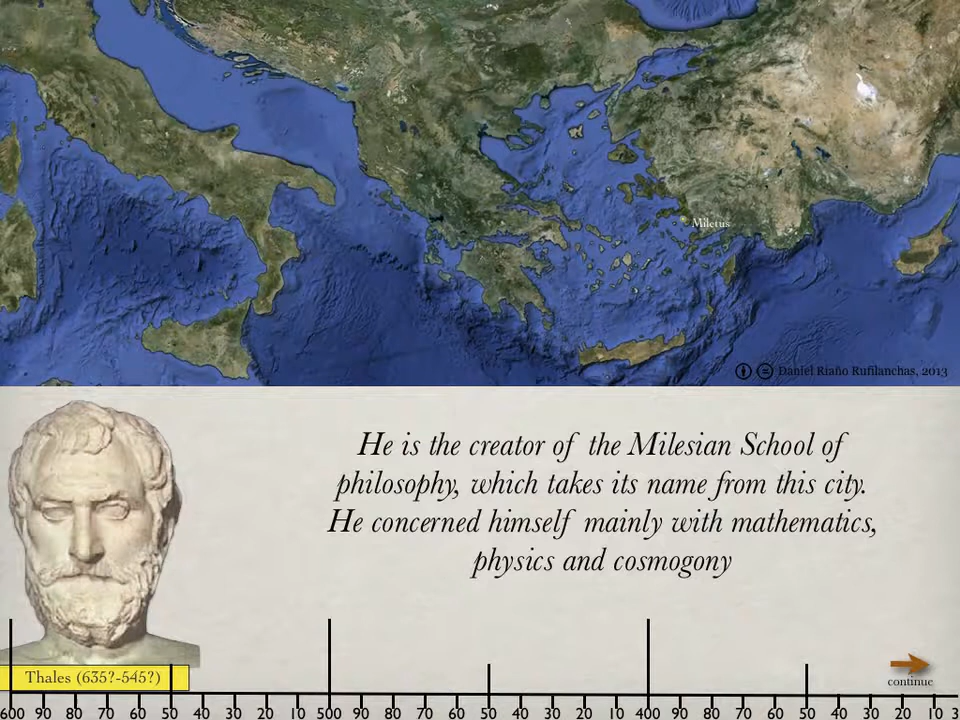 Miletus
Daniel Riaño Rufilanchas, 2013
He is the creator of the Milesian School of
philosophy, which takes its name from this city.
He concerned himself mainly with mathematics,
physics and cosmogony
Thales (635?-545?)
continue
600 90 80 70 60 50 40 30 20 10 500 90 80 70 60 50 40 30 20 10 400 90 80 70 60 50 40 30 20 10 3